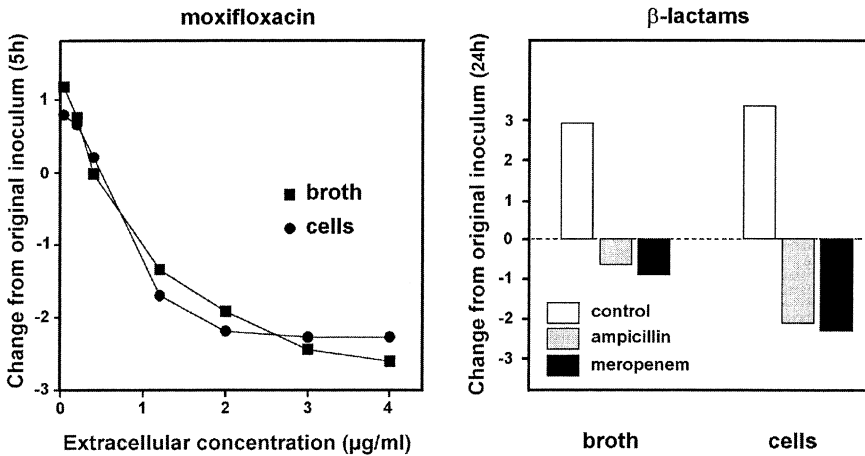 moxifloxacin
Change from original inoculum (5h)
1
0
-1
-2
-3
0
1
2
3
4
broth
cells
Extracellular concentration (µg/ml)
β-lactams
Change from original inoculum (24h)
3
2
1
0
-1
-2
-3
control
ampicillin
meropenem
broth
cells